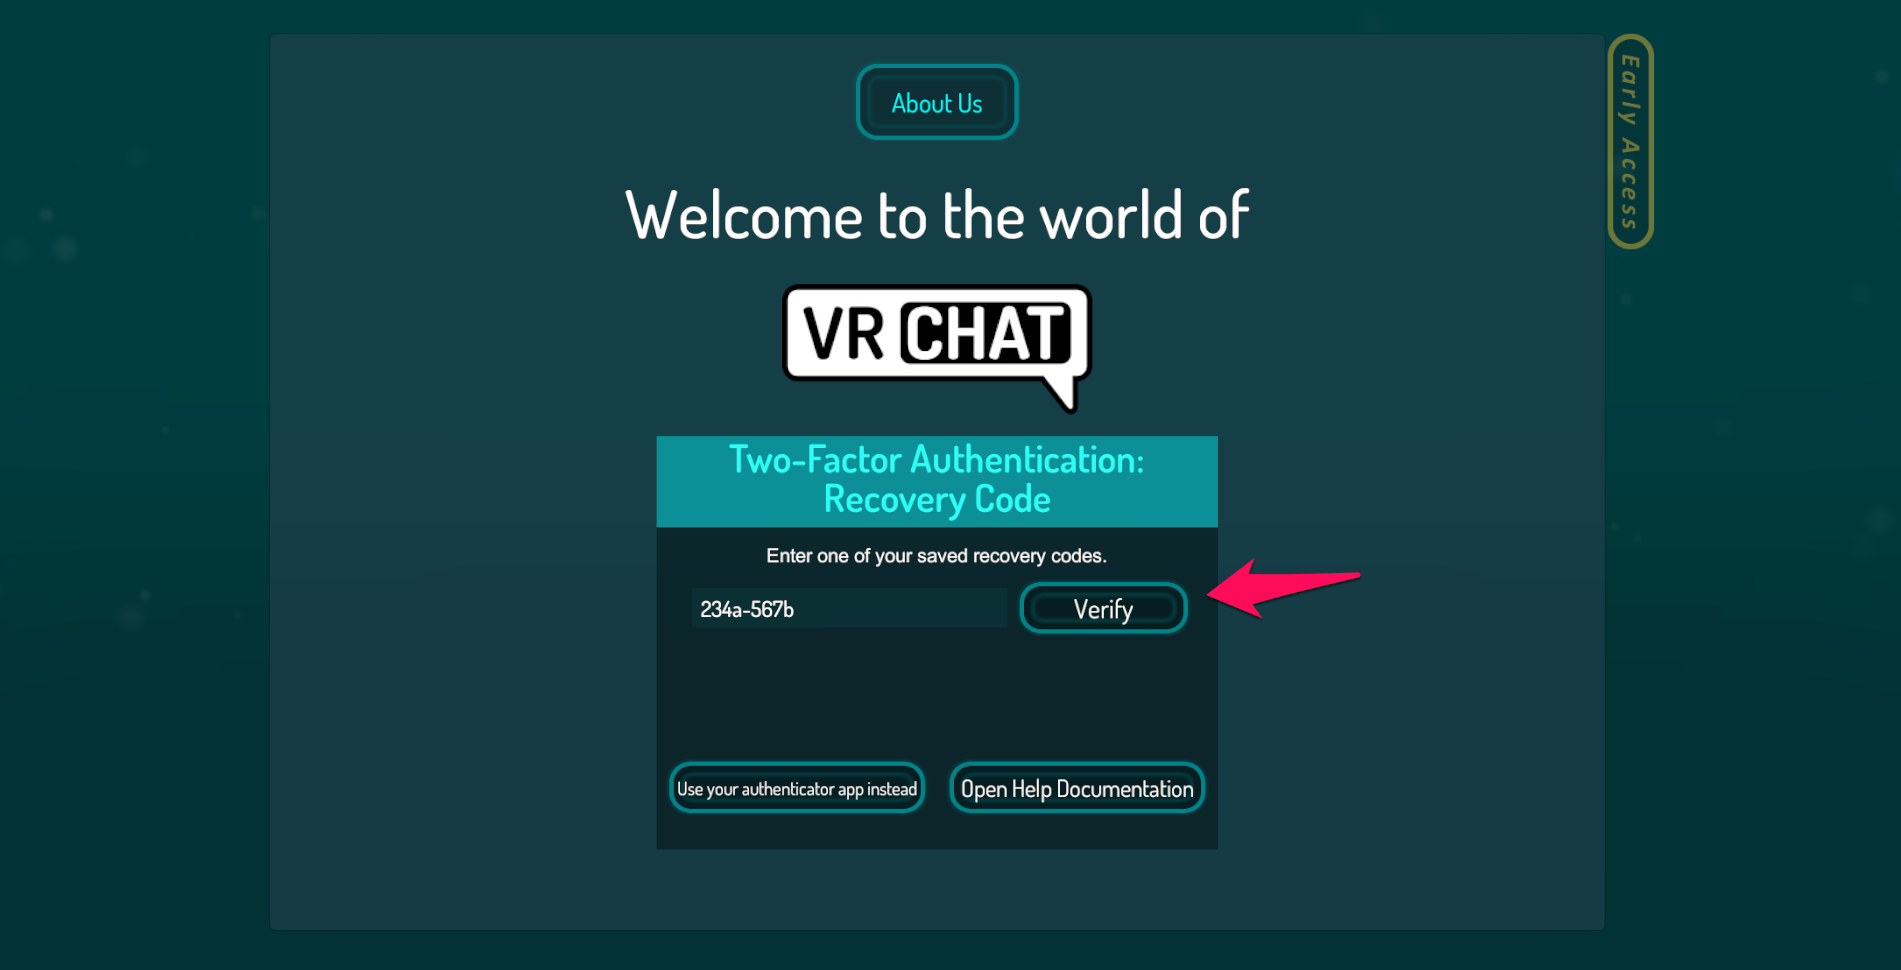 About Us
Early Access
Welcome to the world of
VR CHAT
Two-Factor Authentication:
Recovery Code
Enter one of your saved recovery codes.
234a-567b
Verify
Use your authenticator app instead
Open Help Documentation